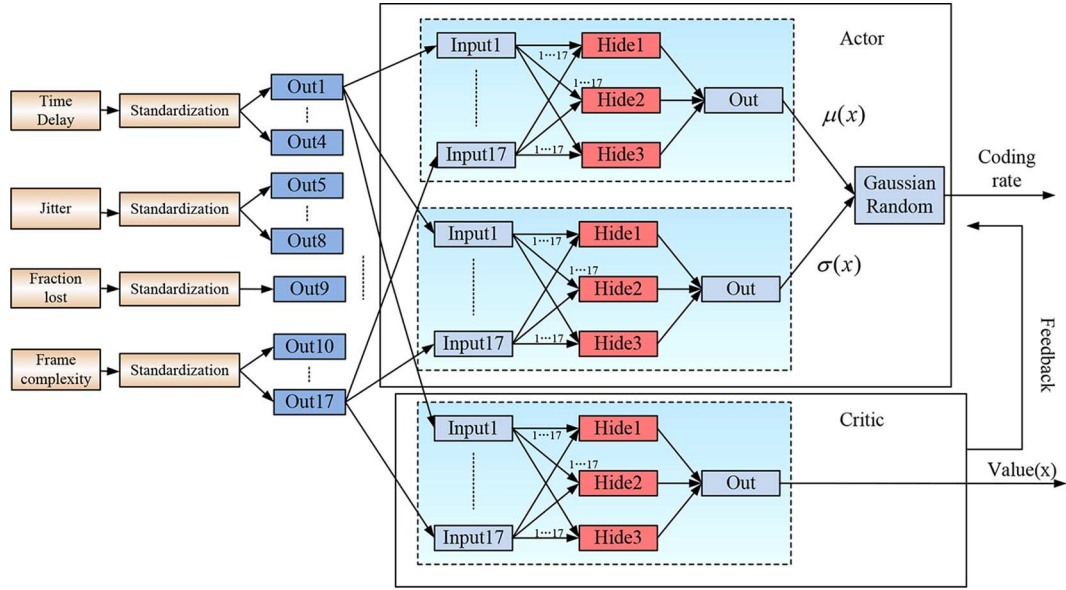 Time
Delay
Standardization
Out1
Out4
Jitter
Standardization
Out5
Out8
Fraction
lost
Standardization
Out9
Frame
complexity
Standardization
Out10
Out17
Actor
Input1
1···17
Hide1
1···17
Hide2
Out
Input17
1···17
Hide3
μ(x)
Input1
1···17
Hide1
1···17
Hide2
Out
Input17
1···17
Hide3
σ(x)
Gaussian
Random
Coding
rate
Feedback
Critic
Input1
1···17
Hide1
1···17
Hide2
Out
Input17
1···17
Hide3
Value(x)